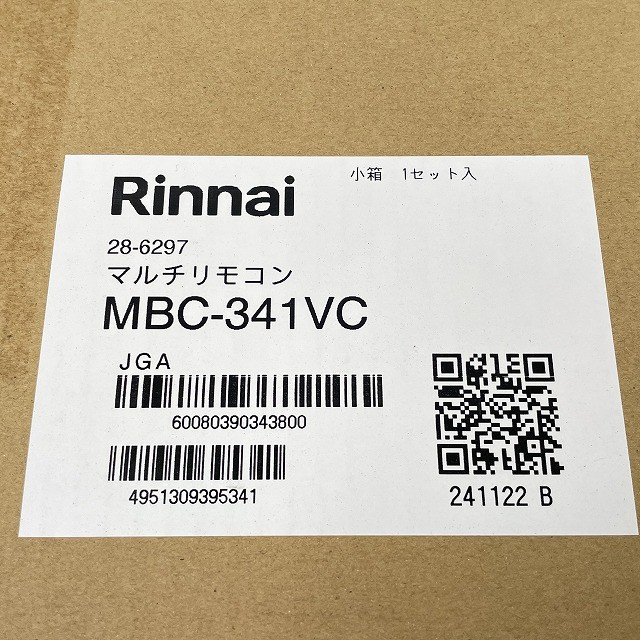 Rinnai
小箱 1セット入
28-6297
マルチリモコン
MBC-341VC
JGA
60080390343800
4951309395341
241122 B